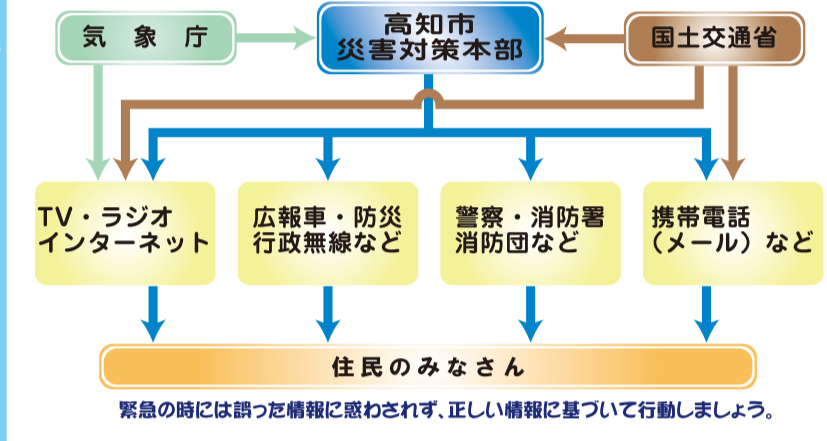 気象庁
高知市
災害対策本部
国土交通省
TV・ラジオ
インターネット
広報車・防災
行政無線など
警察・消防署
消防団など
携帯電話
（メール）など
住民のみなさん
緊急の時には誤った情報に惑わされず、正しい情報に基づいて行動しましょう。